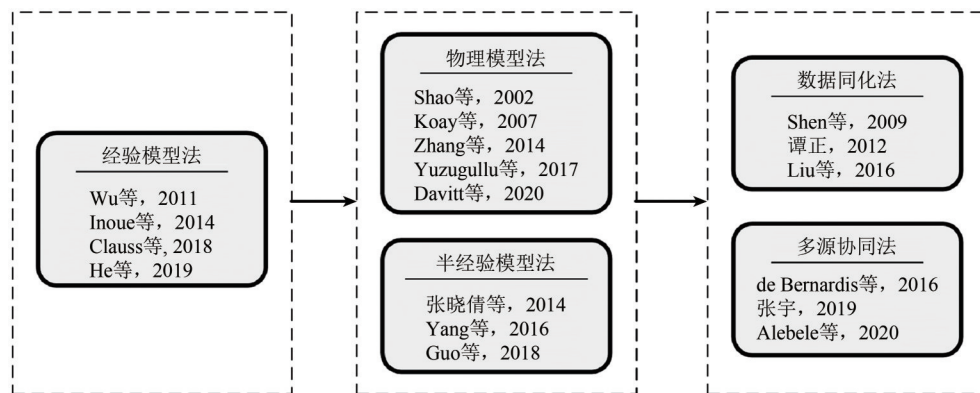 经验模型法
Wu等，2011
Inoue等，2014
Clauss等, 2018
He等，2019
物理模型法
Shao等，2002
Koay等，2007
Zhang等，2014
Yuzugullu等，2017
Davitt等，2020
半经验模型法
张晓倩等，2014
Yang等，2016
Guo等，2018
数据同化法
Shen等，2009
谭正，2012
Liu等，2016
多源协同法
de Bernardis等，2016
张宇，2019
Alebele等，2020